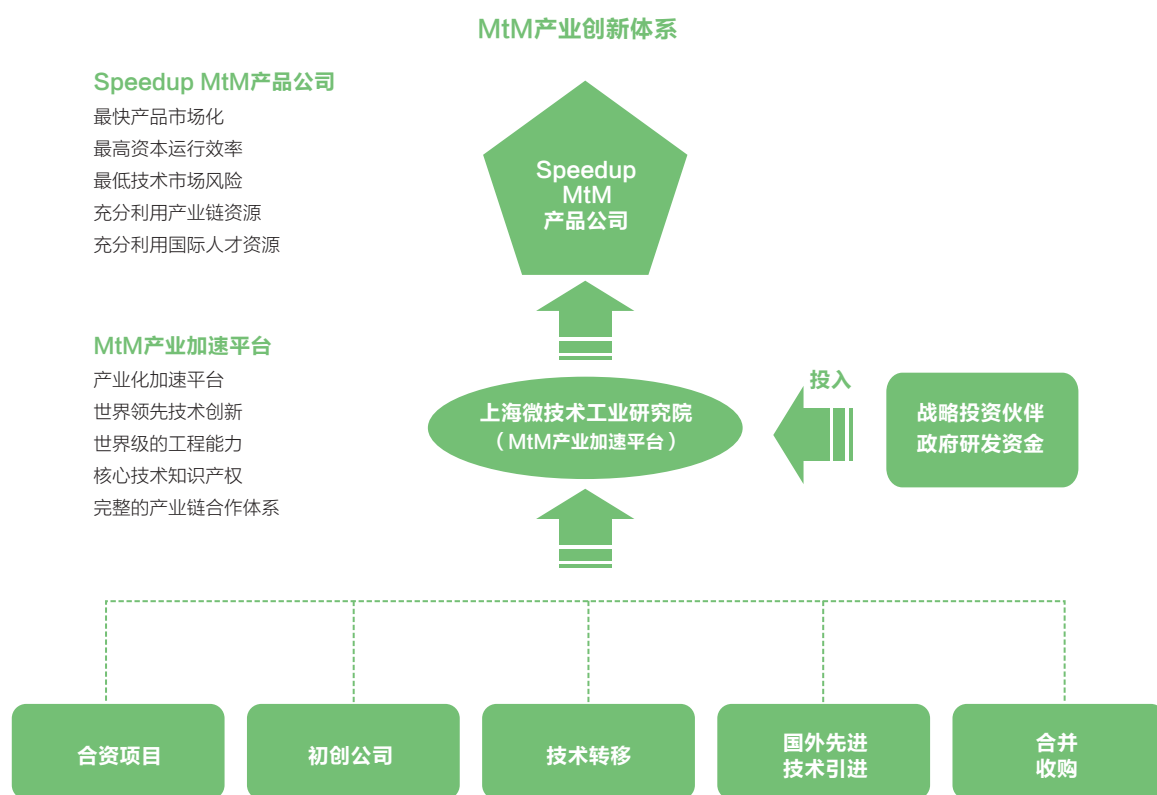 MtM产业创新体系
Speedup MtM产品公司
最快产品市场化
最高资本运行效率
最低技术市场风险
充分利用产业链资源
充分利用国际人才资源
Speedup
MtM
产品公司
MtM产业加速平台
产业化加速平台
世界领先技术创新
世界级的工程能力
核心技术知识产权
完整的产业链合作体系
上海微技术工业研究院
（MtM产业加速平台）
投入
战略投资伙伴
政府研发资金
合资项目
初创公司
技术转移
国外先进
技术引进
合并
收购